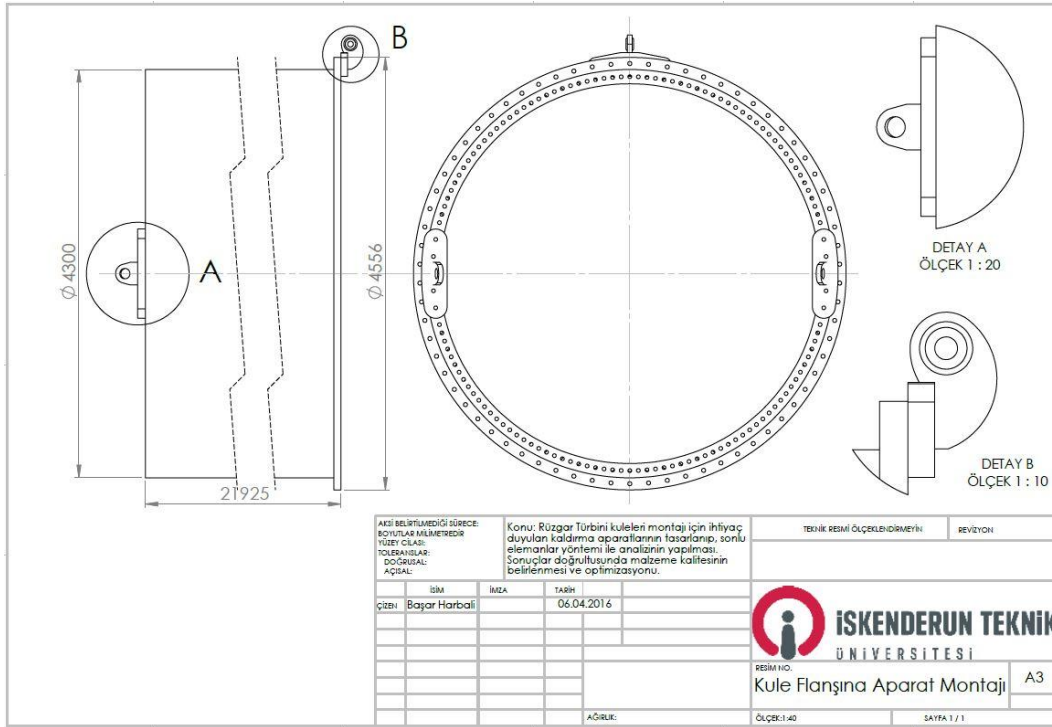 B
A
Ø 4300
Ø 4556
21925
DETAY A
ÖLÇEK 1 : 20
DETAY B
ÖLÇEK 1 : 10
AKSİ BELİRTİLMEDİĞİ SÜRECE:
BOYUTLAR MİLİMETREDİR
YÜZEY CİLASI:
TOLERANSLAR:
DOĞRUSAL:
AÇISAL:
Konu: Rüzgar Türbini kuleleri montajı için ihtiyaç
duyulan kaldırma aparatlarının tasarlanıp, sonlu
elemanlar yöntemi ile analizinin yapılması.
Sonuçlar doğrultusunda malzeme kalitesinin
belirlenmesi ve optimizasyonu.
TEKNİK RESMİ ÖLÇEKLENDİRMEYİN
REVİZYON
İSİM
İMZA
TARİH
ÇİZEN
Başar Harbali
06.04.2016
İSKENDERUN TEKNİK
ÜNİVERSİTESİ
RESİM NO.
Kule Flanşına Aparat Montajı
A3
AĞIRLIK:
ÖLÇEK:1:40
SAYFA 1 / 1